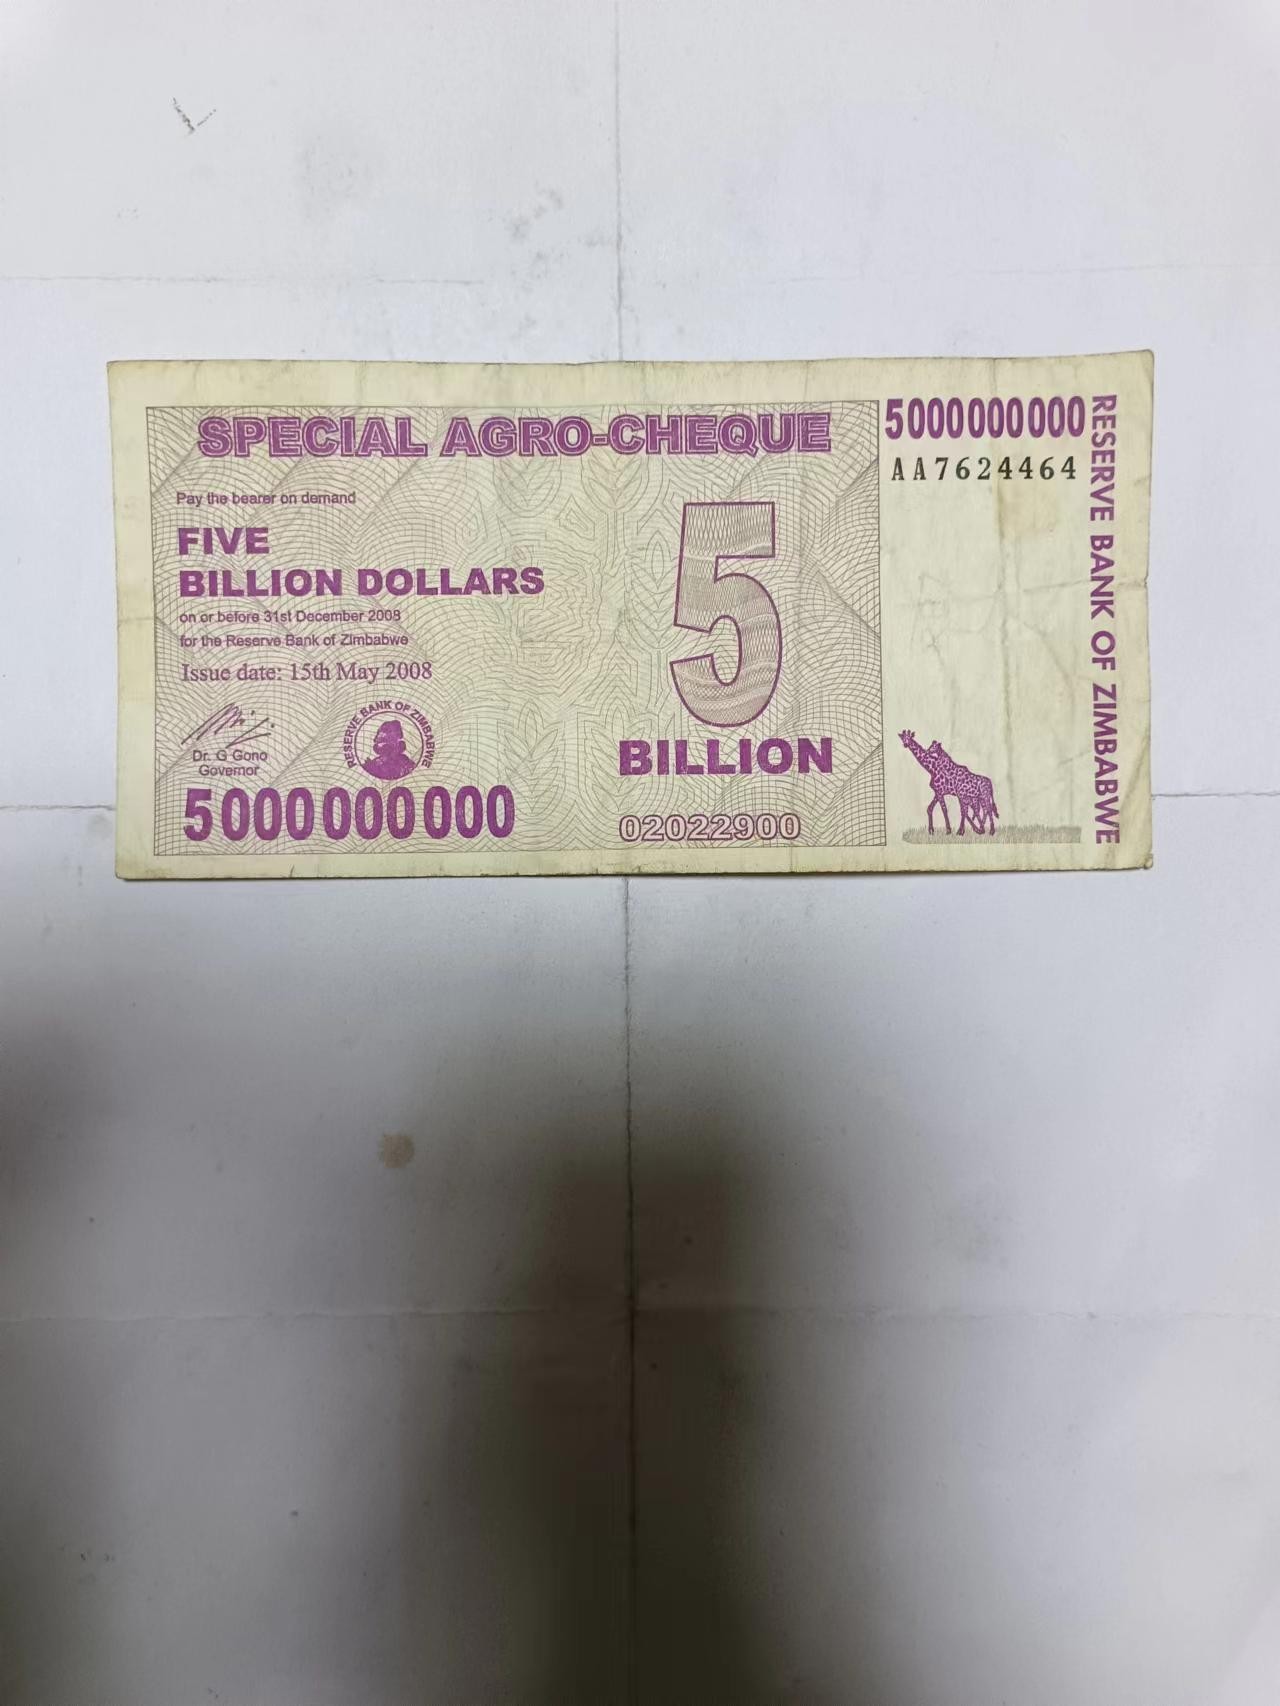 SPECIAL AGRO-CHEQUE
5000000000
AA7624464
Pay the bearer on demand
FIVE
BILLION DOLLARS
on or before 31st December 2008
for the Reserve Bank of Zimbabwe
Issue date: 15th May 2008
Dr. G Gono
Governor
RESERVE BANK OF ZIMBABWE
5000000000
5
BILLION
02022900
RESERVE BANK OF ZIMBABWE